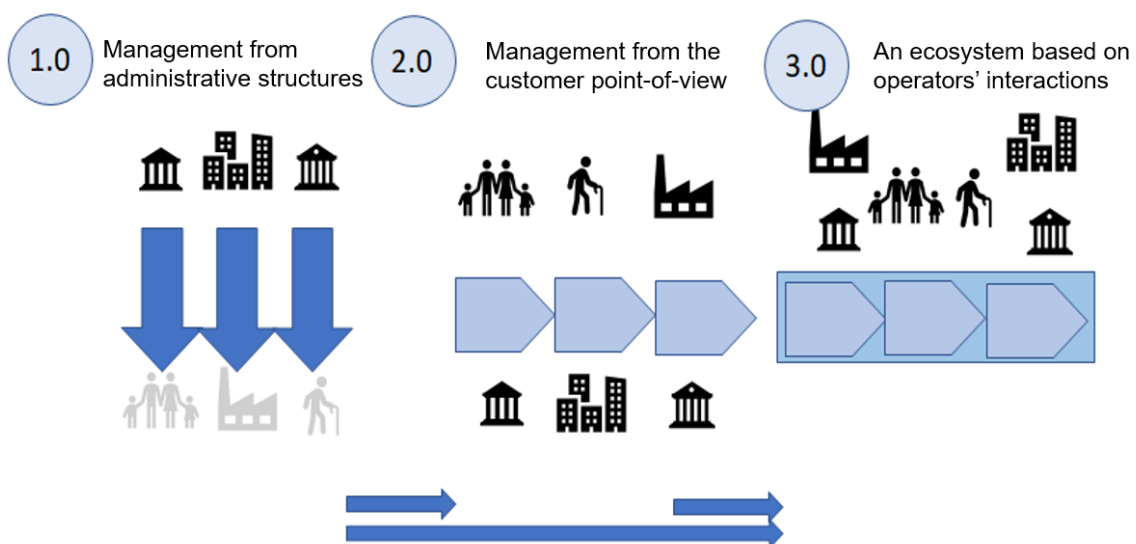 1.0
Management from
administrative structures
2.0
Management from the
customer point-of-view
3.0
An ecosystem based on
operators’ interactions